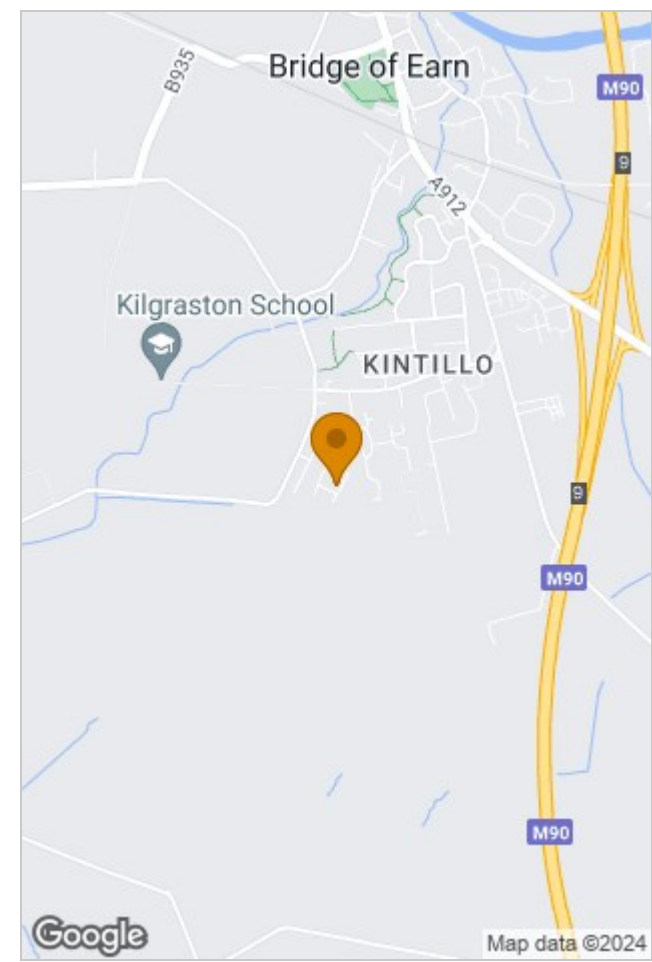 Bridge of Earn
B935
M90
9
A912
Kilgraston School
KINTILLO
9
M90
M90
Google
Map data ©2024